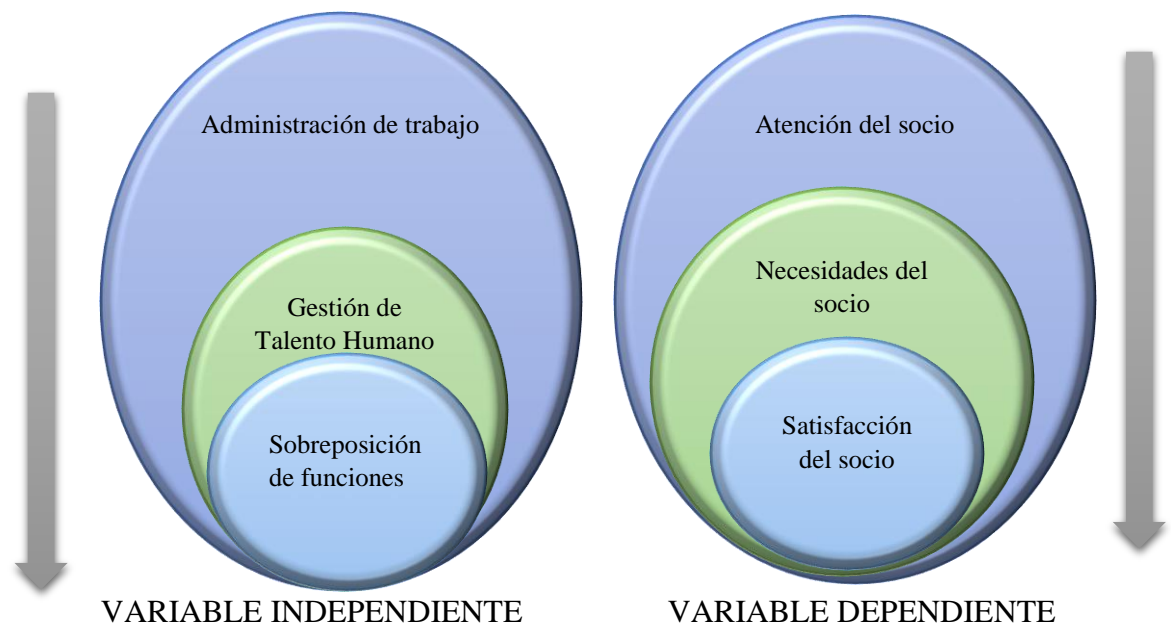 Administración de trabajo
Gestión de
Talento Humano
Sobreposición
de funciones
VARIABLE INDEPENDIENTE
Atención del socio
Necesidades del
socio
Satisfacción
del socio
VARIABLE DEPENDIENTE